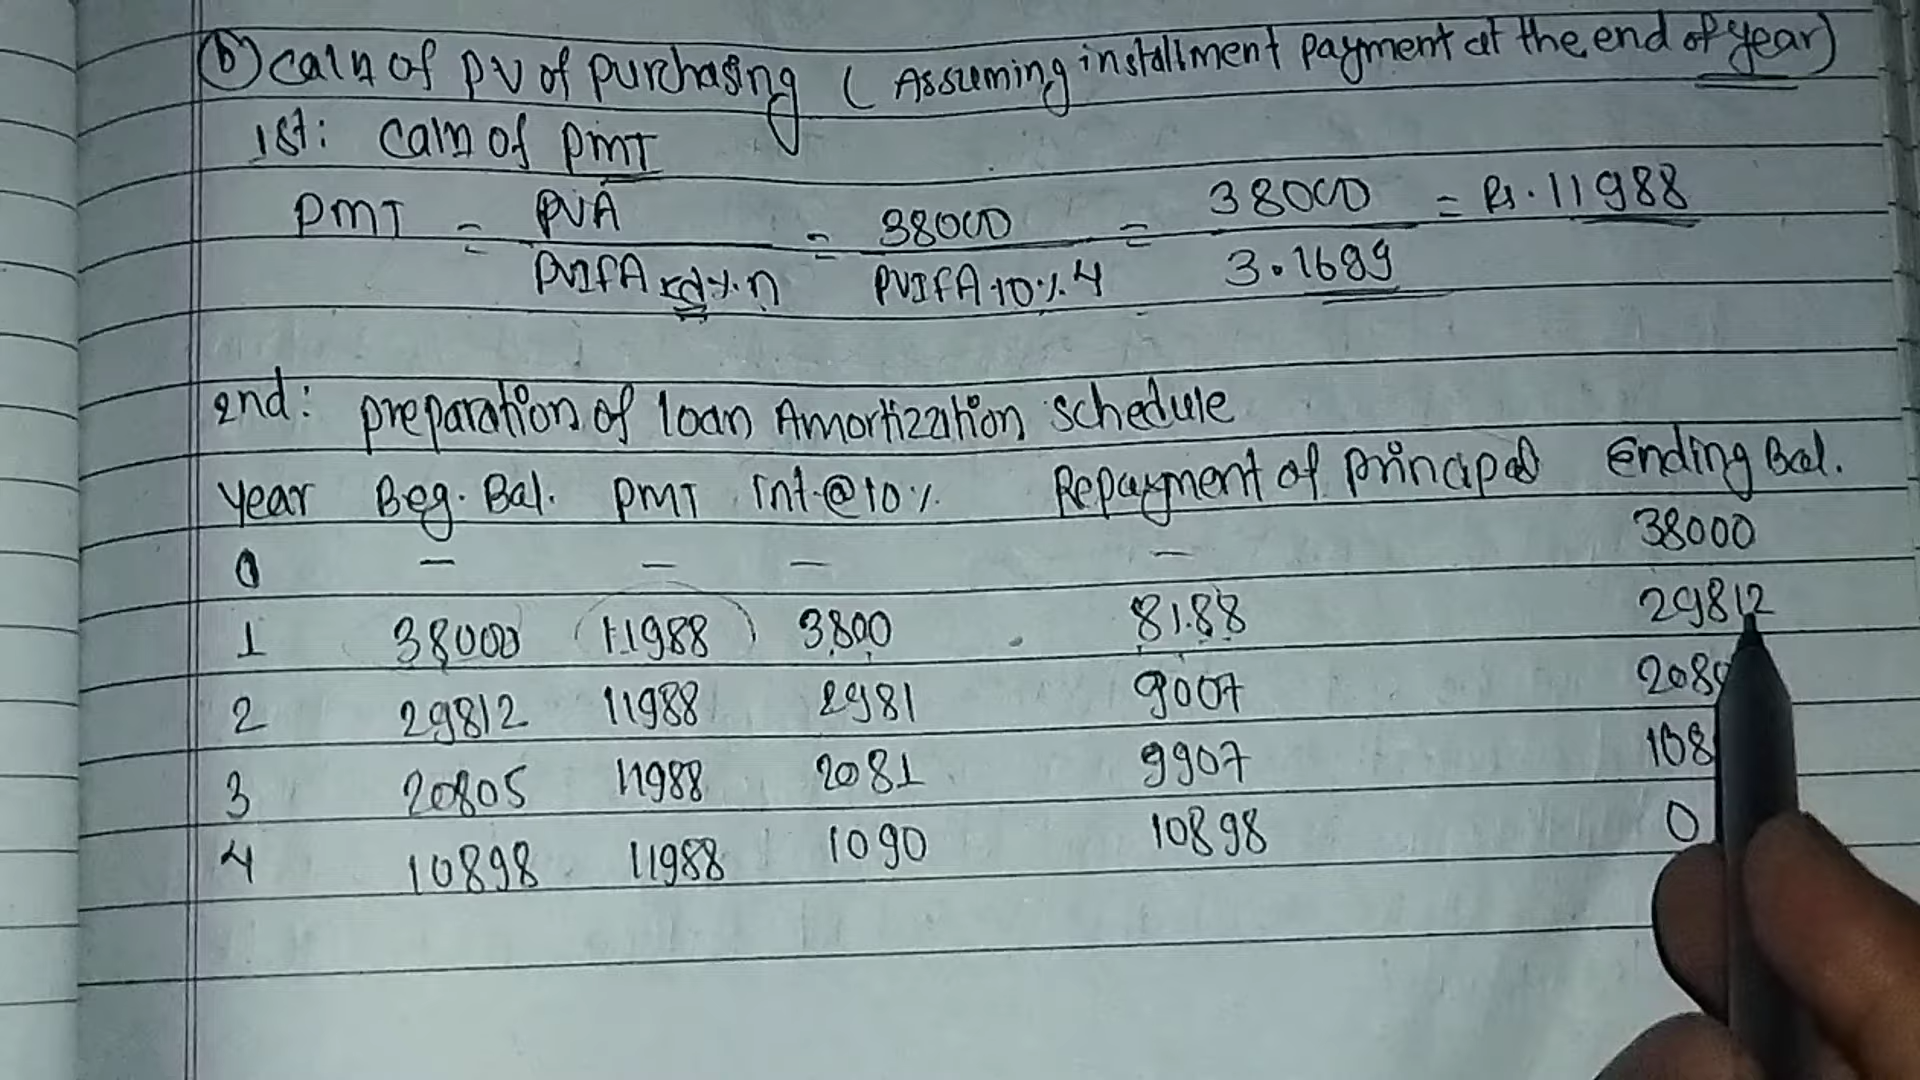 (b) Caln of PV of purchasing ( Assuming installment payment at the end of year)
1st: Caln of PMT
PMT = PVA / PVIFA rd%.n = 38000 / PVIFA 10%.4 = 38000 / 3.1699 = Rs.11988
2nd: preparation of loan Amortization schedule
year Beg. Bal. PMT Int@10% Repayment of principal Ending Bal.
0 — — — — 38000
1 38000 11988 3800 8188 29812
2 29812 11988 2981 9007
3 20805 11988 2081 9907
4 10898 11988 1090 10898 0